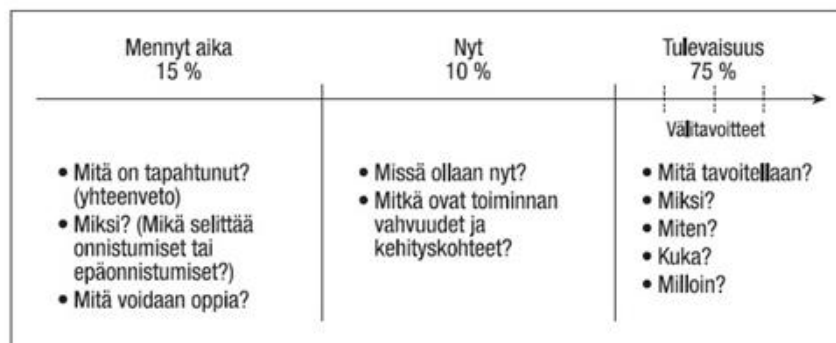 Mennyt aika
15 %
Nyt
10 %
Tulevaisuus
75 %
Välitavoitteet
• Mitä on tapahtunut?
(yhteenveto)
• Miksi? (Mikä selittää
onnistumiset tai
epäonnistumiset?)
• Mitä voidaan oppia?
• Missä ollaan nyt?
• Mitkä ovat toiminnan
vahvuudet ja
kehityskohteet?
• Mitä tavoitellaan?
• Miksi?
• Miten?
• Kuka?
• Milloin?